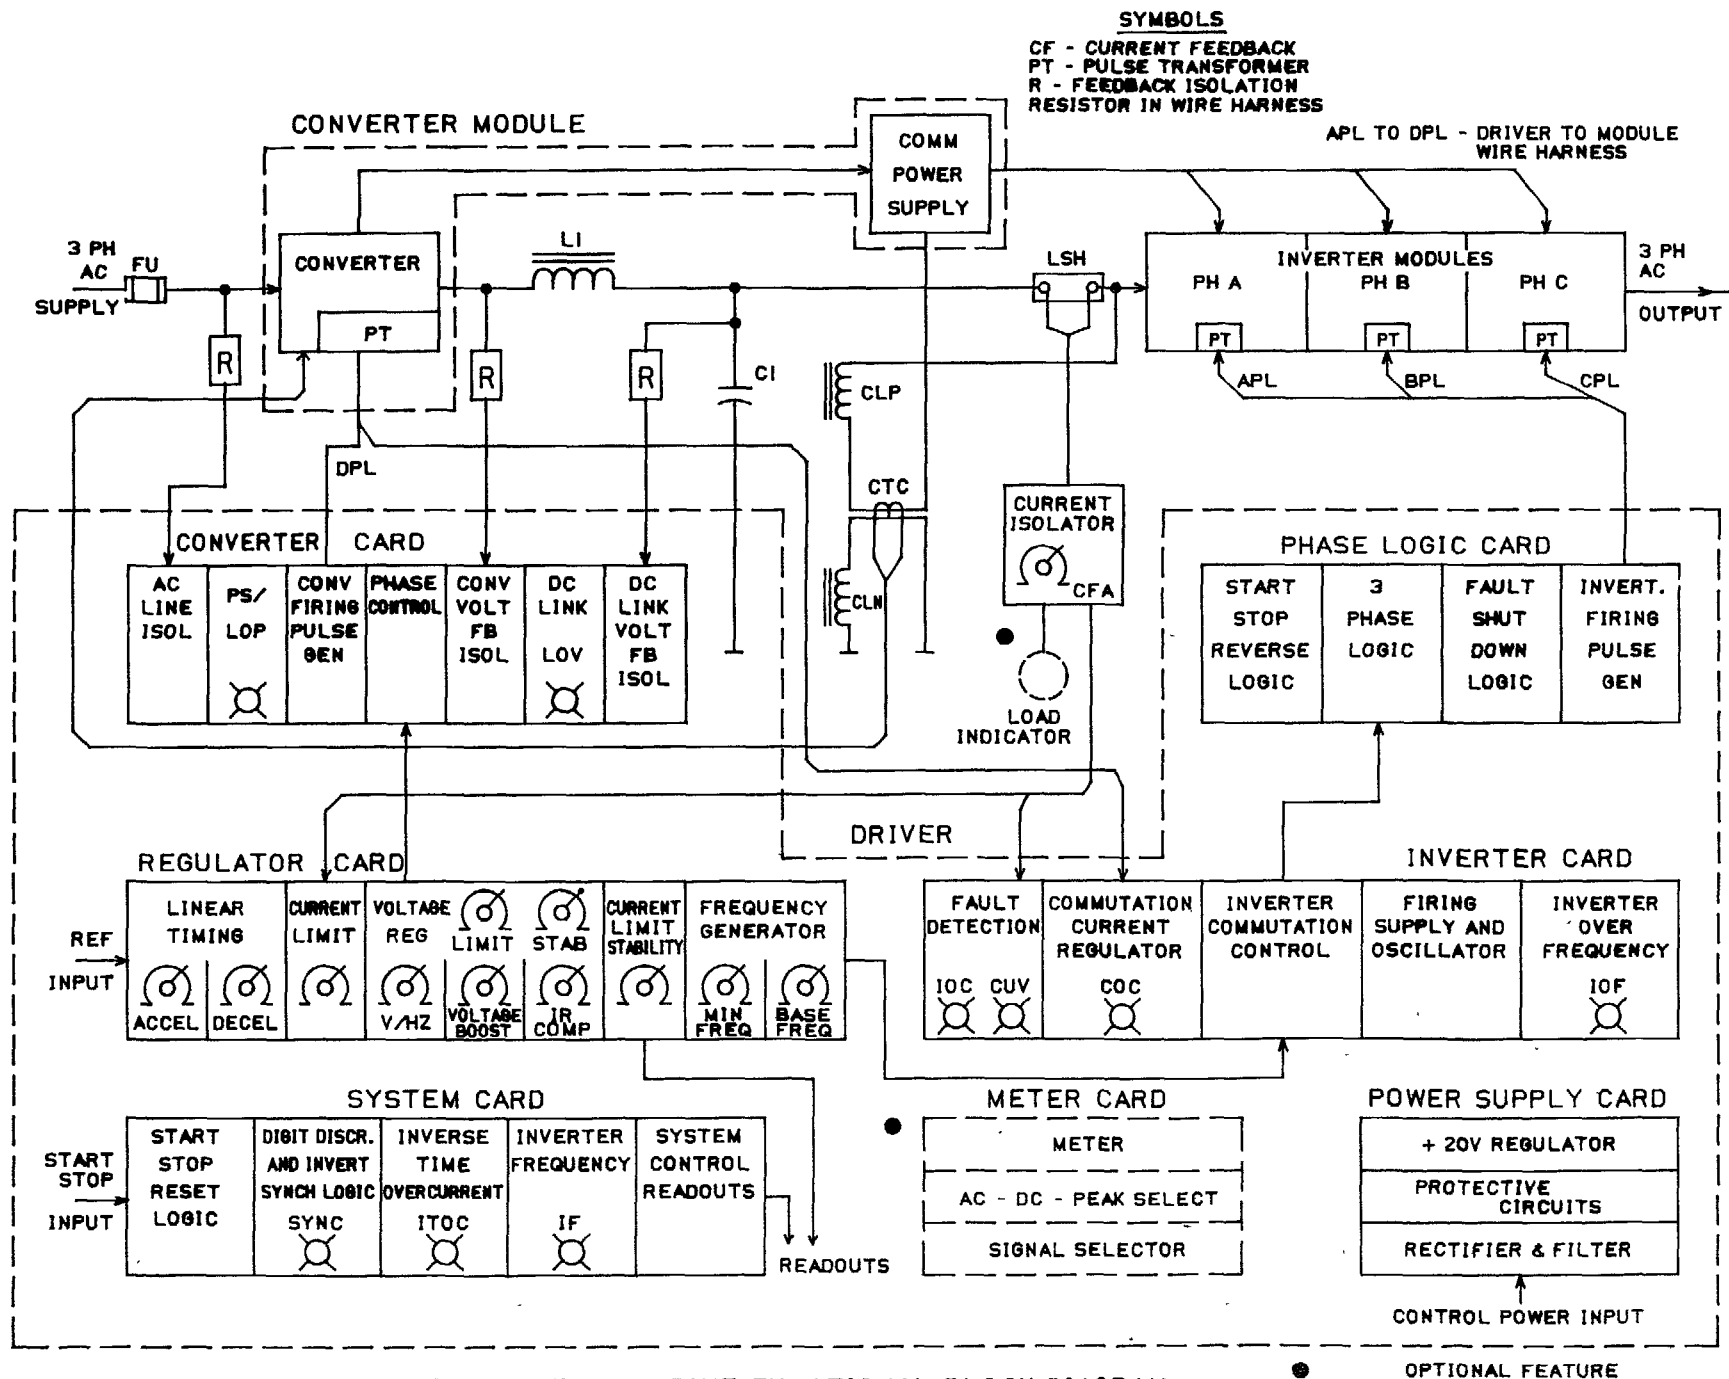 SYMBOLS
CF - CURRENT FEEDBACK
PT - PULSE TRANSFORMER
R - FEEDBACK ISOLATION
RESISTOR IN WIRE HARNESS
CONVERTER MODULE
COMM
POWER
SUPPLY
APL TO DPL - DRIVER TO MODULE
WIRE HARNESS
3 PH
AC
SUPPLY
FU
CONVERTER
PT
L1
LSH
INVERTER MODULES
PH A
PH B
PH C
PT
PT
PT
3 PH
AC
OUTPUT
R
R
R
C1
CLP
APL
BPL
CPL
DPL
CTC
CLN
CURRENT
ISOLATOR
CFA
LOAD
INDICATOR
CONVERTER CARD
AC
LINE
ISOL
PS/
LOP
CONV
FIRING
PULSE
GEN
PHASE
CONTROL
CONV
VOLT
FB
ISOL
DC
LINK
LOV
DC
LINK
VOLT
FB
ISOL
PHASE LOGIC CARD
START
STOP
REVERSE
LOGIC
3
PHASE
LOGIC
FAULT
SHUT
DOWN
LOGIC
INVERT.
FIRING
PULSE
GEN
DRIVER
REGULATOR CARD
REF
INPUT
LINEAR
TIMING
ACCEL
DECEL
CURRENT
LIMIT
VOLTAGE
REG
V/HZ
LIMIT
VOLTAGE
BOOST
STAB
IR
COMP
CURRENT
LIMIT
STABILITY
FREQUENCY
GENERATOR
MIN
FREQ
BASE
FREQ
INVERTER CARD
FAULT
DETECTION
IOC CUV
COMMUTATION
CURRENT
REGULATOR
COC
INVERTER
COMMUTATION
CONTROL
FIRING
SUPPLY AND
OSCILLATOR
INVERTER
OVER
FREQUENCY
IOF
SYSTEM CARD
START
STOP
INPUT
START
STOP
RESET
LOGIC
DIGIT DISCR.
AND INVERT
SYNCH LOGIC
SYNC
INVERSE
TIME
OVERCURRENT
ITOC
INVERTER
FREQUENCY
IF
SYSTEM
CONTROL
READOUTS
READOUTS
METER CARD
METER
AC - DC - PEAK SELECT
SIGNAL SELECTOR
POWER SUPPLY CARD
+ 20V REGULATOR
PROTECTIVE
CIRCUITS
RECTIFIER & FILTER
CONTROL POWER INPUT
OPTIONAL FEATURE